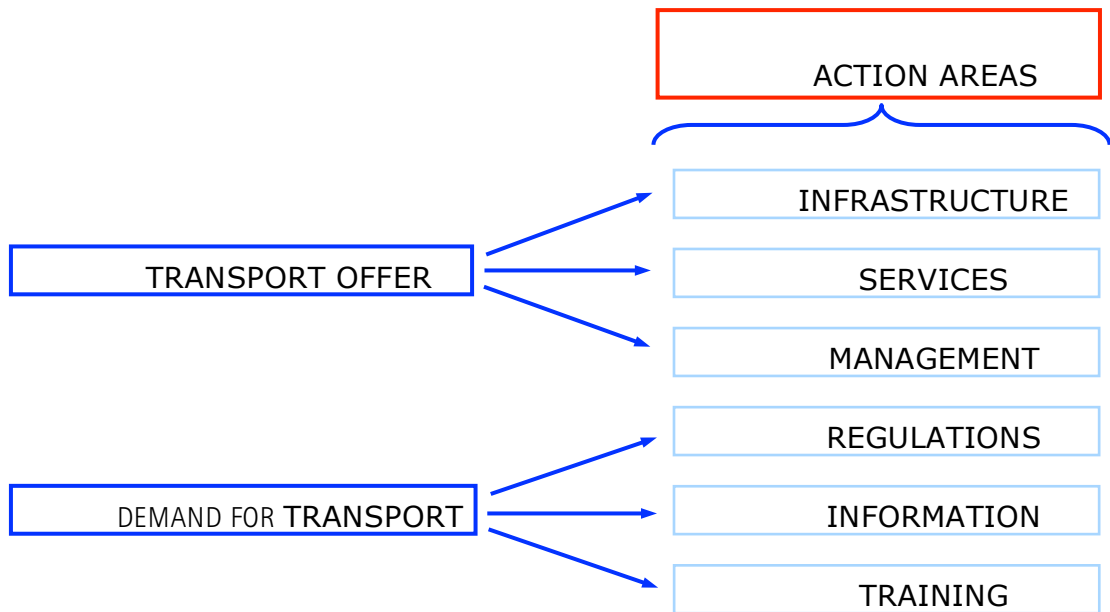 ACTION AREAS
INFRASTRUCTURE
TRANSPORT OFFER
SERVICES
MANAGEMENT
REGULATIONS
DEMAND FOR TRANSPORT
INFORMATION
TRAINING